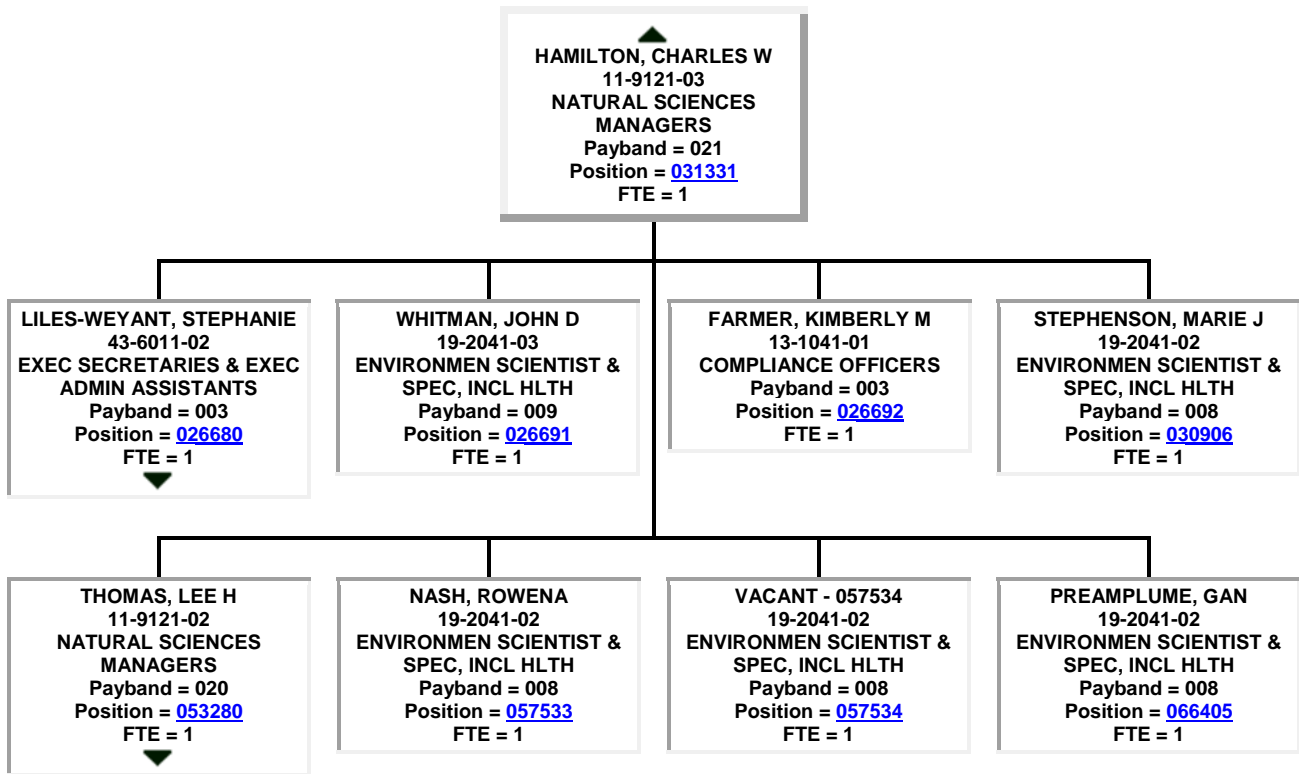 HAMILTON, CHARLES W
11-9121-03
NATURAL SCIENCES
MANAGERS
Payband = 021
Position = 031331
FTE = 1
LILES-WEYANT, STEPHANIE
43-6011-02
EXEC SECRETARIES & EXEC
ADMIN ASSISTANTS
Payband = 003
Position = 026680
FTE = 1
WHITMAN, JOHN D
19-2041-03
ENVIRONMEN SCIENTIST &
SPEC, INCL HLTH
Payband = 009
Position = 026691
FTE = 1
FARMER, KIMBERLY M
13-1041-01
COMPLIANCE OFFICERS
Payband = 003
Position = 026692
FTE = 1
STEPHENSON, MARIE J
19-2041-02
ENVIRONMEN SCIENTIST &
SPEC, INCL HLTH
Payband = 008
Position = 030906
FTE = 1
THOMAS, LEE H
11-9121-02
NATURAL SCIENCES
MANAGERS
Payband = 020
Position = 053280
FTE = 1
NASH, ROWENA
19-2041-02
ENVIRONMEN SCIENTIST &
SPEC, INCL HLTH
Payband = 008
Position = 057533
FTE = 1
VACANT - 057534
19-2041-02
ENVIRONMEN SCIENTIST &
SPEC, INCL HLTH
Payband = 008
Position = 057534
FTE = 1
PREAMPLUME, GAN
19-2041-02
ENVIRONMEN SCIENTIST &
SPEC, INCL HLTH
Payband = 008
Position = 066405
FTE = 1